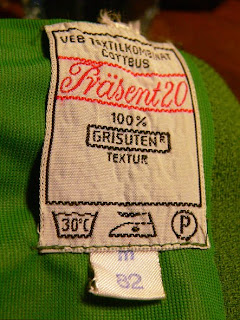 VEB TEXTILKOMBINAT
COTTBUS
Präsent 20
100%
GRISUTEN®
TEXTUR
30°C P
m
82